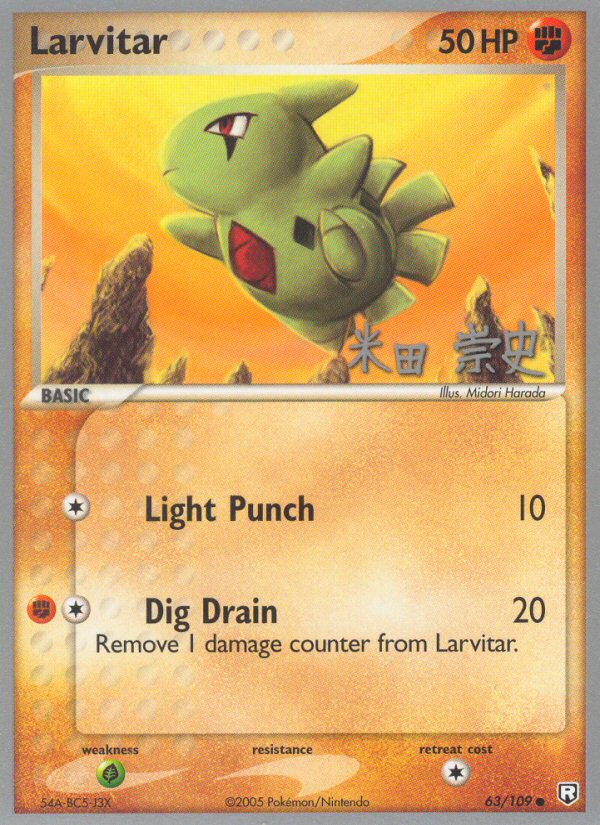 Larvitar 50 HP
米田 崇史
BASIC
Illus. Midori Harada
Light Punch 10
Dig Drain 20
Remove 1 damage counter from Larvitar.
weakness resistance retreat cost
54A-BC5-J3X ©2005 Pokémon/Nintendo 63/109 ● R